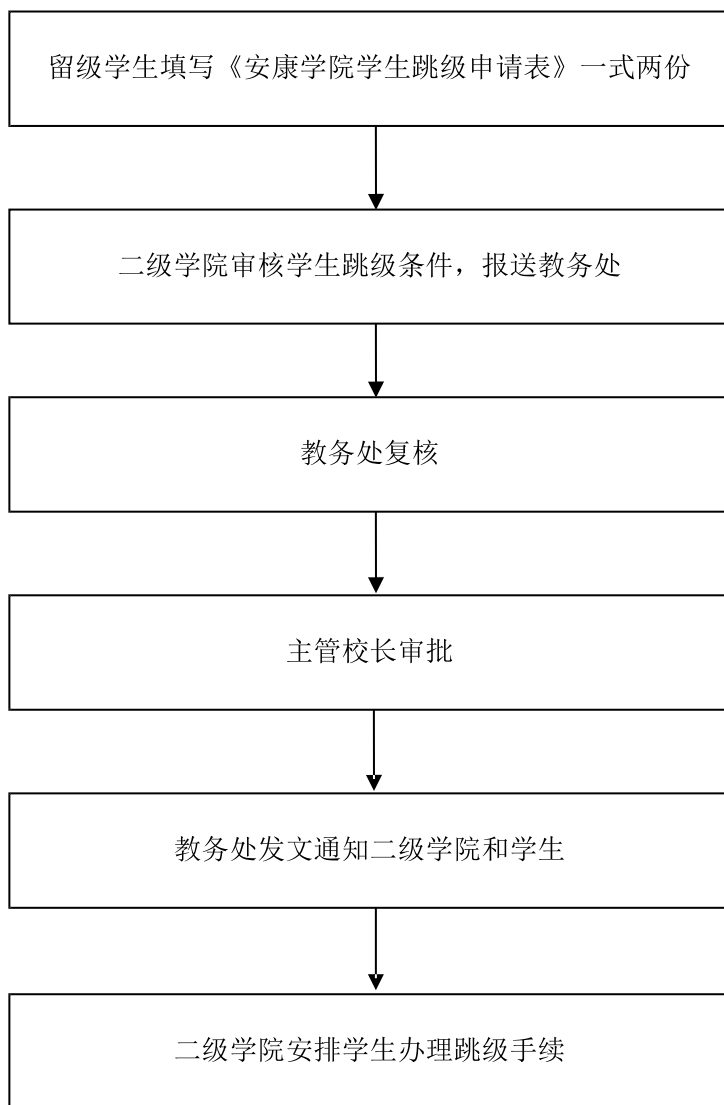 留级学生填写《安康学院学生跳级申请表》一式两份
二级学院审核学生跳级条件，报送教务处
教务处复核
主管校长审批
教务处发文通知二级学院和学生
二级学院安排学生办理跳级手续